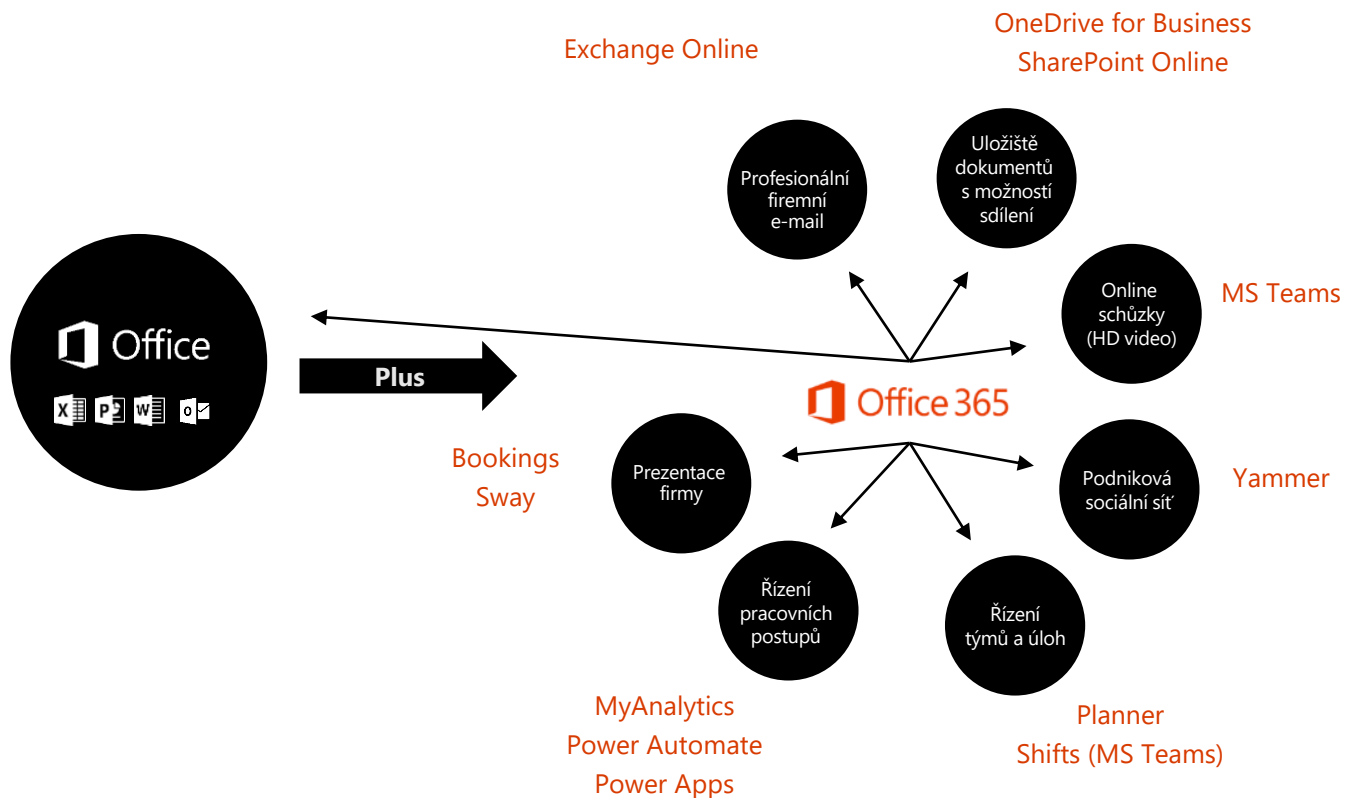 Exchange Online
OneDrive for Business
SharePoint Online
Profesionální
firemní
e-mail
Uložiště
dokumentů
s možností
sdílení
Online
schůzky
(HD video)
MS Teams
Office
X P W O
Plus
Office 365
Bookings
Sway
Prezentace
firmy
Podniková
sociální síť
Yammer
Řízení
pracovních
postupů
Řízení
týmů a úloh
MyAnalytics
Power Automate
Power Apps
Planner
Shifts (MS Teams)